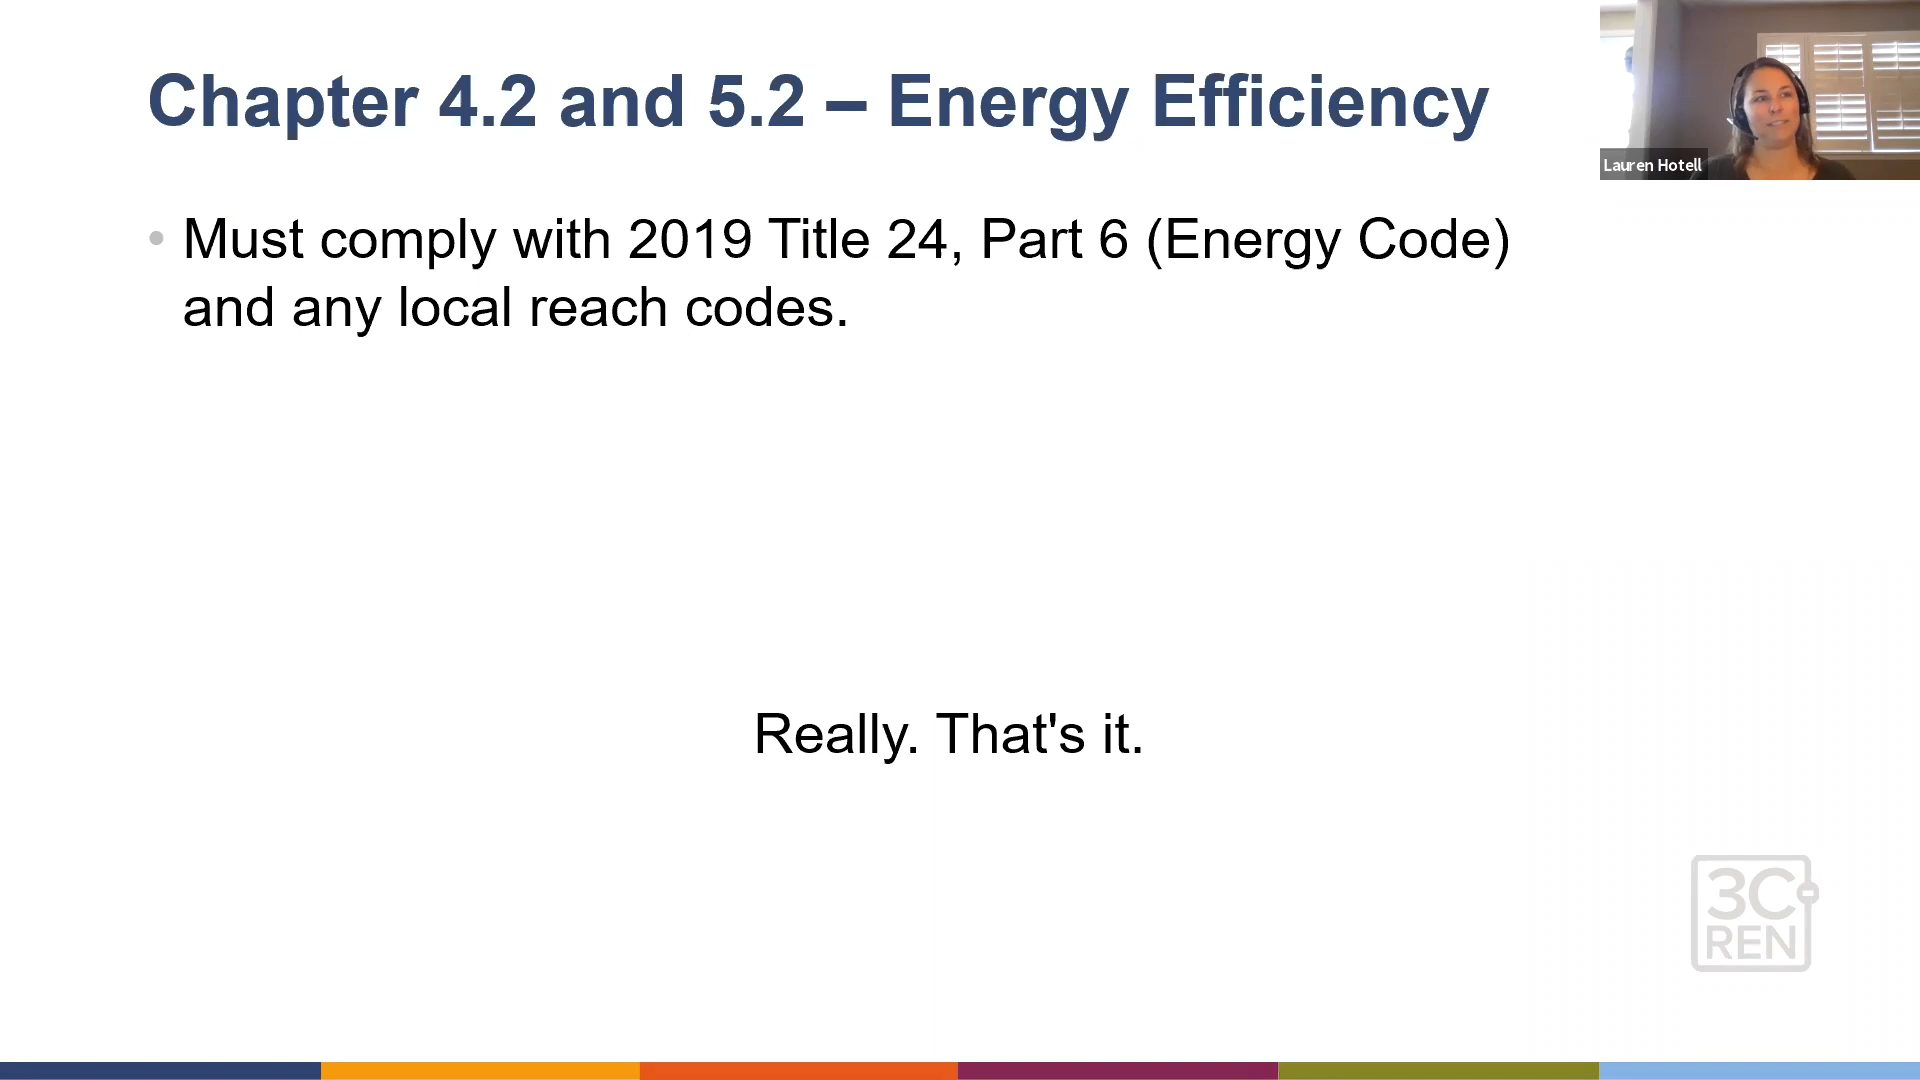 Chapter 4.2 and 5.2 – Energy Efficiency
Lauren Hotell
• Must comply with 2019 Title 24, Part 6 (Energy Code)
and any local reach codes.
Really. That's it.
3C
REN